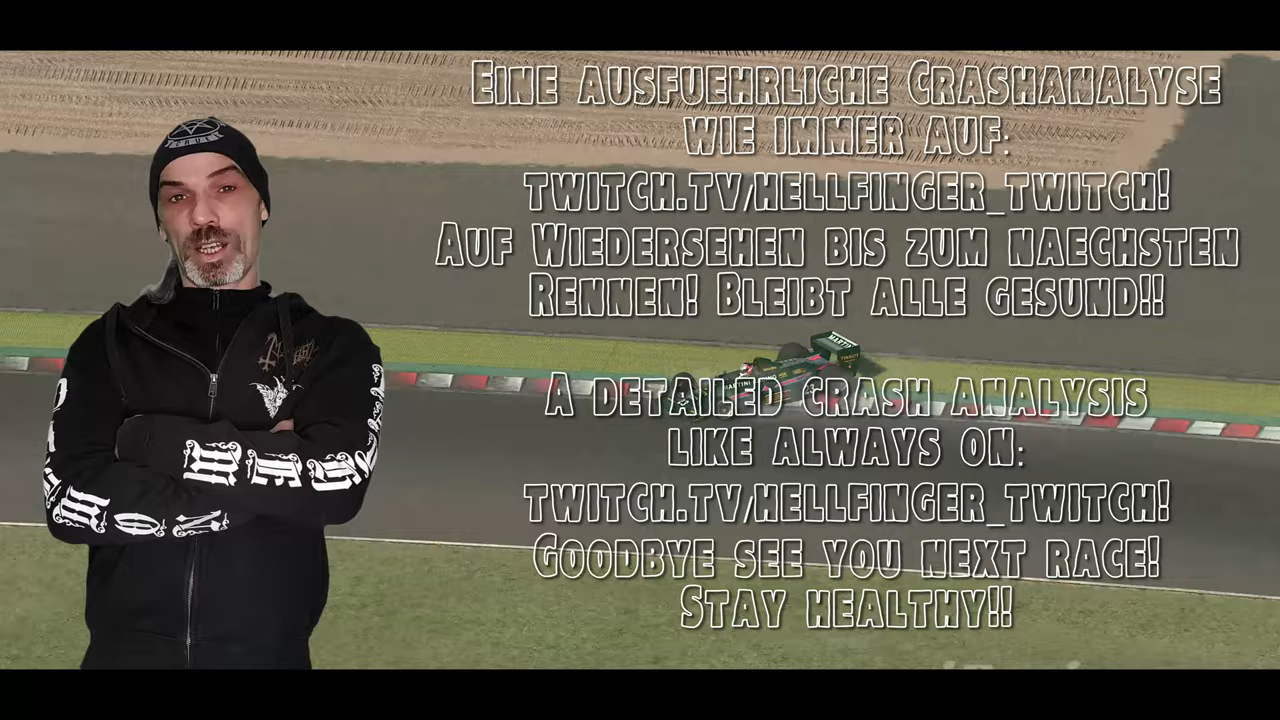 Eine ausfuehrliche Crashanalyse
wie immer auf:
twitch.tv/hellfinger_twitch!
Auf Wiedersehen bis zum naechsten
Rennen! Bleibt alle gesund!!
A detailed crash analysis
like always on:
twitch.tv/hellfinger_twitch!
Goodbye see you next race!
Stay healthy!!
MARTINI